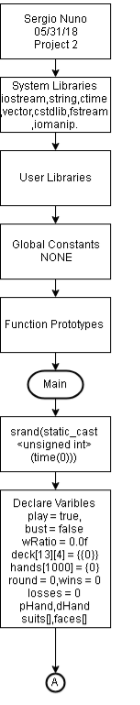 Sergio Nuno
05/31/18
Project 2
System Libraries
iostream,string,ctime
,vector,cstdlib,fstream
,iomanip.
User Libraries
Global Constants
NONE
Function Prototypes
Main
srand(static_cast
<unsigned int>
(time(0)))
Declare Varibles
play = true,
bust = false
wRatio = 0.0f
deck[13][4] = {{0}}
hands[1000] = {0}
round = 0,wins = 0
losses = 0
pHand,dHand
suits[],faces[]
A